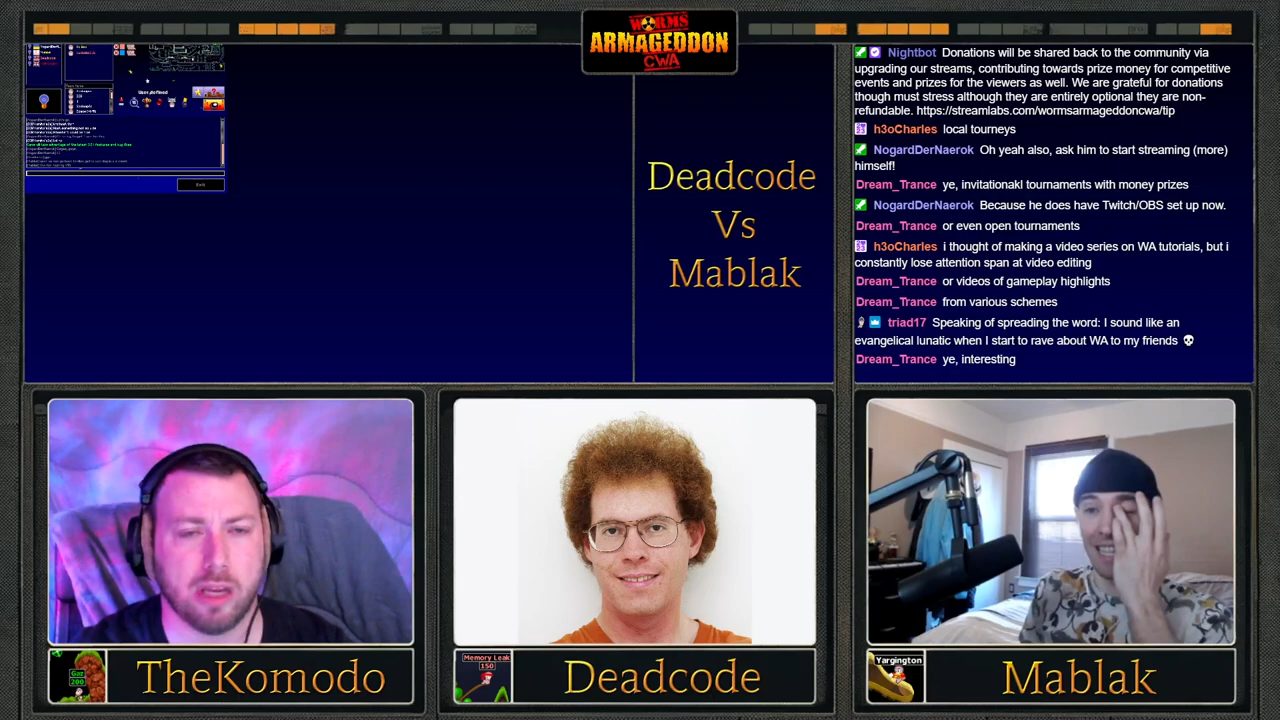 WORMS
ARMAGEDDON
CWA
Exit
Deadcode
Vs
Mablak
Nightbot Donations will be shared back to the community via
upgrading our streams, contributing towards prize money for competitive
events and prizes for the viewers as well. We are grateful for donations
though must stress although they are entirely optional they are non-
refundable. https://streamlabs.com/wormsarmageddoncwa/tip
h3oCharles local tourneys
NogardDerNaerok Oh yeah also, ask him to start streaming (more)
himself!
Dream_Trance ye, invitationakl tournaments with money prizes
NogardDerNaerok Because he does have Twitch/OBS set up now.
Dream_Trance or even open tournaments
h3oCharles i thought of making a video series on WA tutorials, but i
constantly lose attention span at video editing
Dream_Trance or videos of gameplay highlights
Dream_Trance from various schemes
triad17 Speaking of spreading the word: I sound like an
evangelical lunatic when I start to rave about WA to my friends 💀
Dream_Trance ye, interesting
Gaz
200
TheKomodo
Memory Leak
150
Deadcode
Yargington
Mablak